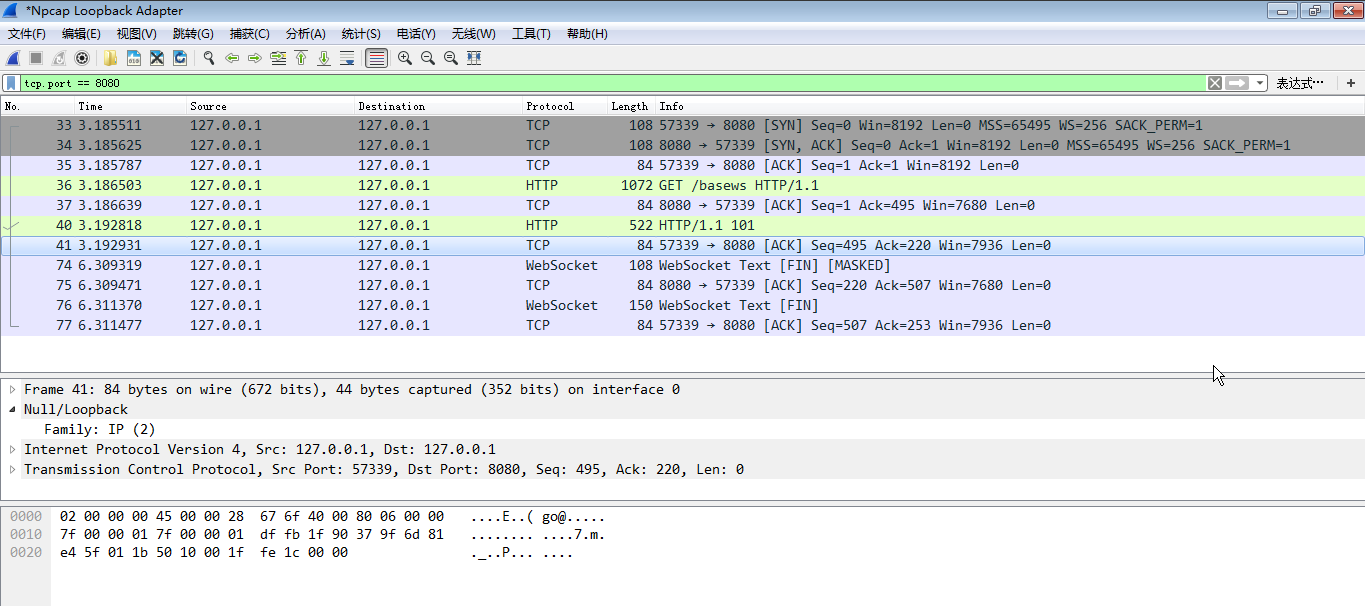 *Npcap Loopback Adapter
文件(F) 编辑(E) 视图(V) 跳转(G) 捕获(C) 分析(A) 统计(S) 电话(Y) 无线(W) 工具(T) 帮助(H)
tcp.port == 8080 表达式… +
No. Time Source Destination Protocol Length Info
33 3.185511 127.0.0.1 127.0.0.1 TCP 108 57339 → 8080 [SYN] Seq=0 Win=8192 Len=0 MSS=65495 WS=256 SACK_PERM=1
34 3.185625 127.0.0.1 127.0.0.1 TCP 108 8080 → 57339 [SYN, ACK] Seq=0 Ack=1 Win=8192 Len=0 MSS=65495 WS=256 SACK_PERM=1
35 3.185787 127.0.0.1 127.0.0.1 TCP 84 57339 → 8080 [ACK] Seq=1 Ack=1 Win=8192 Len=0
36 3.186503 127.0.0.1 127.0.0.1 HTTP 1072 GET /basews HTTP/1.1
37 3.186639 127.0.0.1 127.0.0.1 TCP 84 8080 → 57339 [ACK] Seq=1 Ack=495 Win=7680 Len=0
40 3.192818 127.0.0.1 127.0.0.1 HTTP 522 HTTP/1.1 101
41 3.192931 127.0.0.1 127.0.0.1 TCP 84 57339 → 8080 [ACK] Seq=495 Ack=220 Win=7936 Len=0
74 6.309319 127.0.0.1 127.0.0.1 WebSocket 108 WebSocket Text [FIN] [MASKED]
75 6.309471 127.0.0.1 127.0.0.1 TCP 84 8080 → 57339 [ACK] Seq=220 Ack=507 Win=7680 Len=0
76 6.311370 127.0.0.1 127.0.0.1 WebSocket 150 WebSocket Text [FIN]
77 6.311477 127.0.0.1 127.0.0.1 TCP 84 57339 → 8080 [ACK] Seq=507 Ack=253 Win=7936 Len=0
Frame 41: 84 bytes on wire (672 bits), 44 bytes captured (352 bits) on interface 0
Null/Loopback
Family: IP (2)
Internet Protocol Version 4, Src: 127.0.0.1, Dst: 127.0.0.1
Transmission Control Protocol, Src Port: 57339, Dst Port: 8080, Seq: 495, Ack: 220, Len: 0
0000 02 00 00 00 45 00 00 28 67 6f 40 00 80 06 00 00 ....E..( go@.....
0010 7f 00 00 01 7f 00 00 01 df fb 1f 90 37 9f 6d 81 ........ ....7.m.
0020 e4 5f 01 1b 50 10 00 1f fe 1c 00 00 ._..P... ....